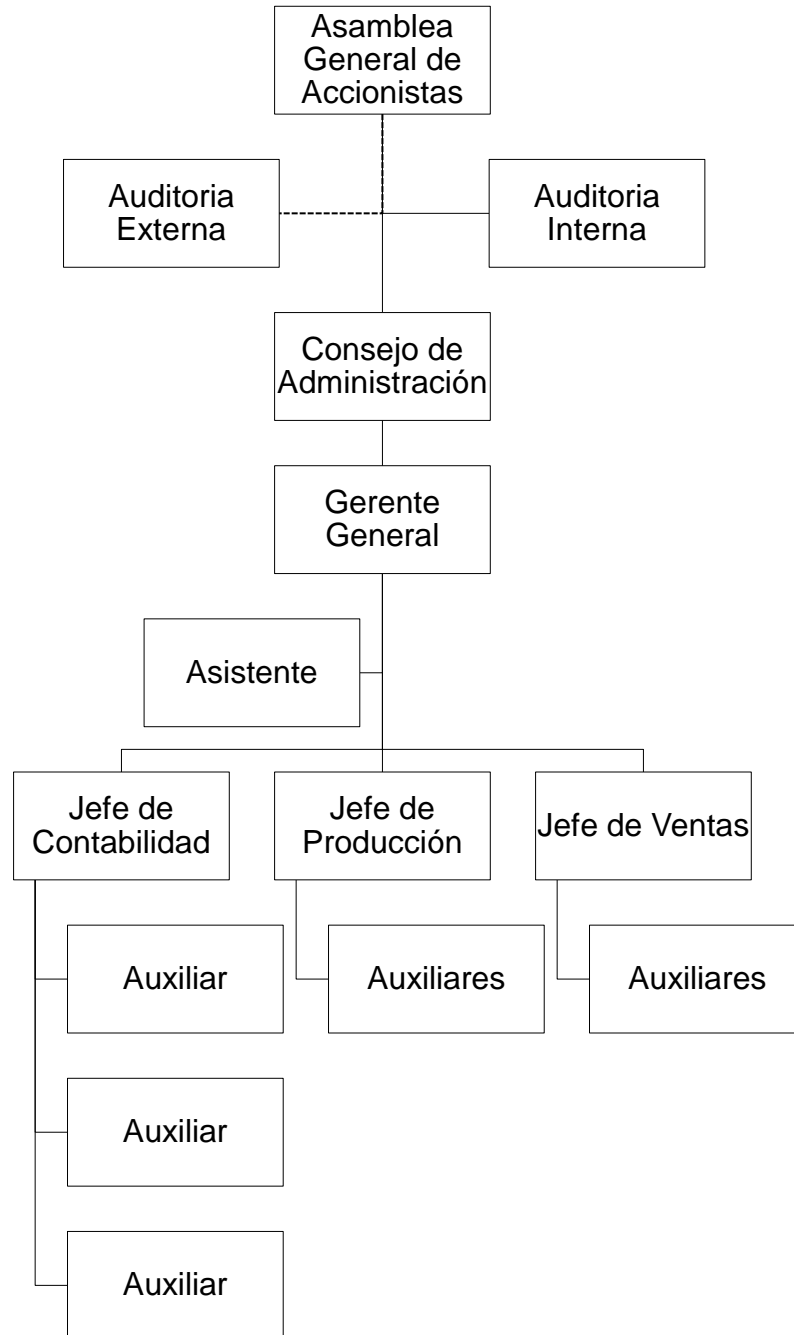 Asamblea
General de
Accionistas
Auditoria
Externa
Auditoria
Interna
Consejo de
Administración
Gerente
General
Asistente
Jefe de
Contabilidad
Jefe de
Producción
Jefe de Ventas
Auxiliar
Auxiliares
Auxiliares
Auxiliar
Auxiliar